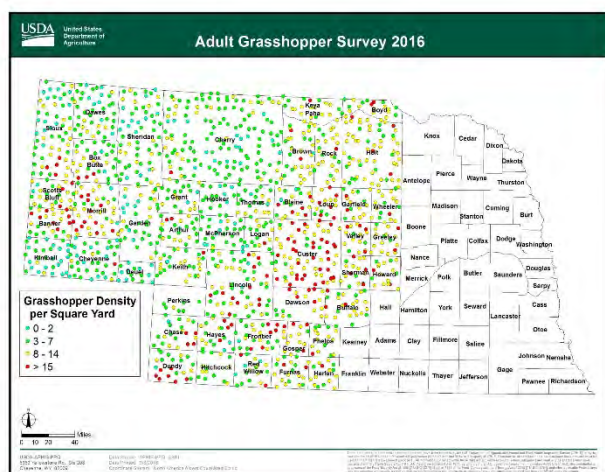 USDA
United States
Department of
Agriculture
Adult Grasshopper Survey 2016
Keya
Paha
Boyd
Dawes
Sioux
Sheridan
Cherry
Knox
Cedar
Dixon
Dakota
Box
Butte
Brown
Rock
Holt
Antelope
Pierce
Wayne
Thurston
Scotts
Bluff
Morrill
Grant
Hooker
Thomas
Blaine
Loup
Garfield
Wheeler
Madison
Stanton
Cuming
Burt
Banner
Garden
Arthur
McPherson
Logan
Custer
Valley
Greeley
Boone
Platte
Colfax
Dodge
Washington
Kimball
Cheyenne
Deuel
Keith
Lincoln
Sherman
Howard
Nance
Merrick
Polk
Butler
Saunders
Douglas
Sarpy
Perkins
Dawson
Buffalo
Hall
Hamilton
York
Seward
Lancaster
Cass
Otoe
Chase
Hayes
Frontier
Gosper
Phelps
Kearney
Adams
Clay
Fillmore
Saline
Johnson
Nemaha
Dundy
Hitchcock
Red
Willow
Furnas
Harlan
Franklin
Webster
Nuckolls
Thayer
Jefferson
Gage
Pawnee
Richardson
Grasshopper Density
per Square Yard
0 - 2
3 - 7
8 - 14
> 15
Miles
0 10 20 40